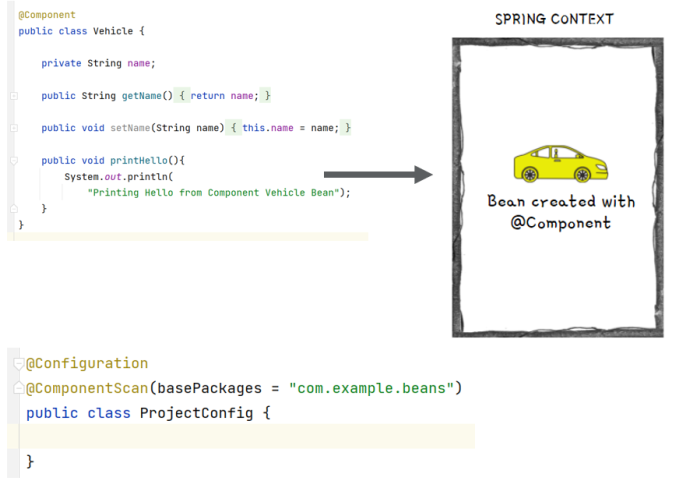 @Component
public class Vehicle {
private String name;
public String getName() { return name; }
public void setName(String name) { this.name = name; }
public void printHello(){
System.out.println(
"Printing Hello from Component Vehicle Bean");
}
}
SPRING CONTEXT
Bean created with
@Component
@Configuration
@ComponentScan(basePackages = "com.example.beans")
public class ProjectConfig {
}